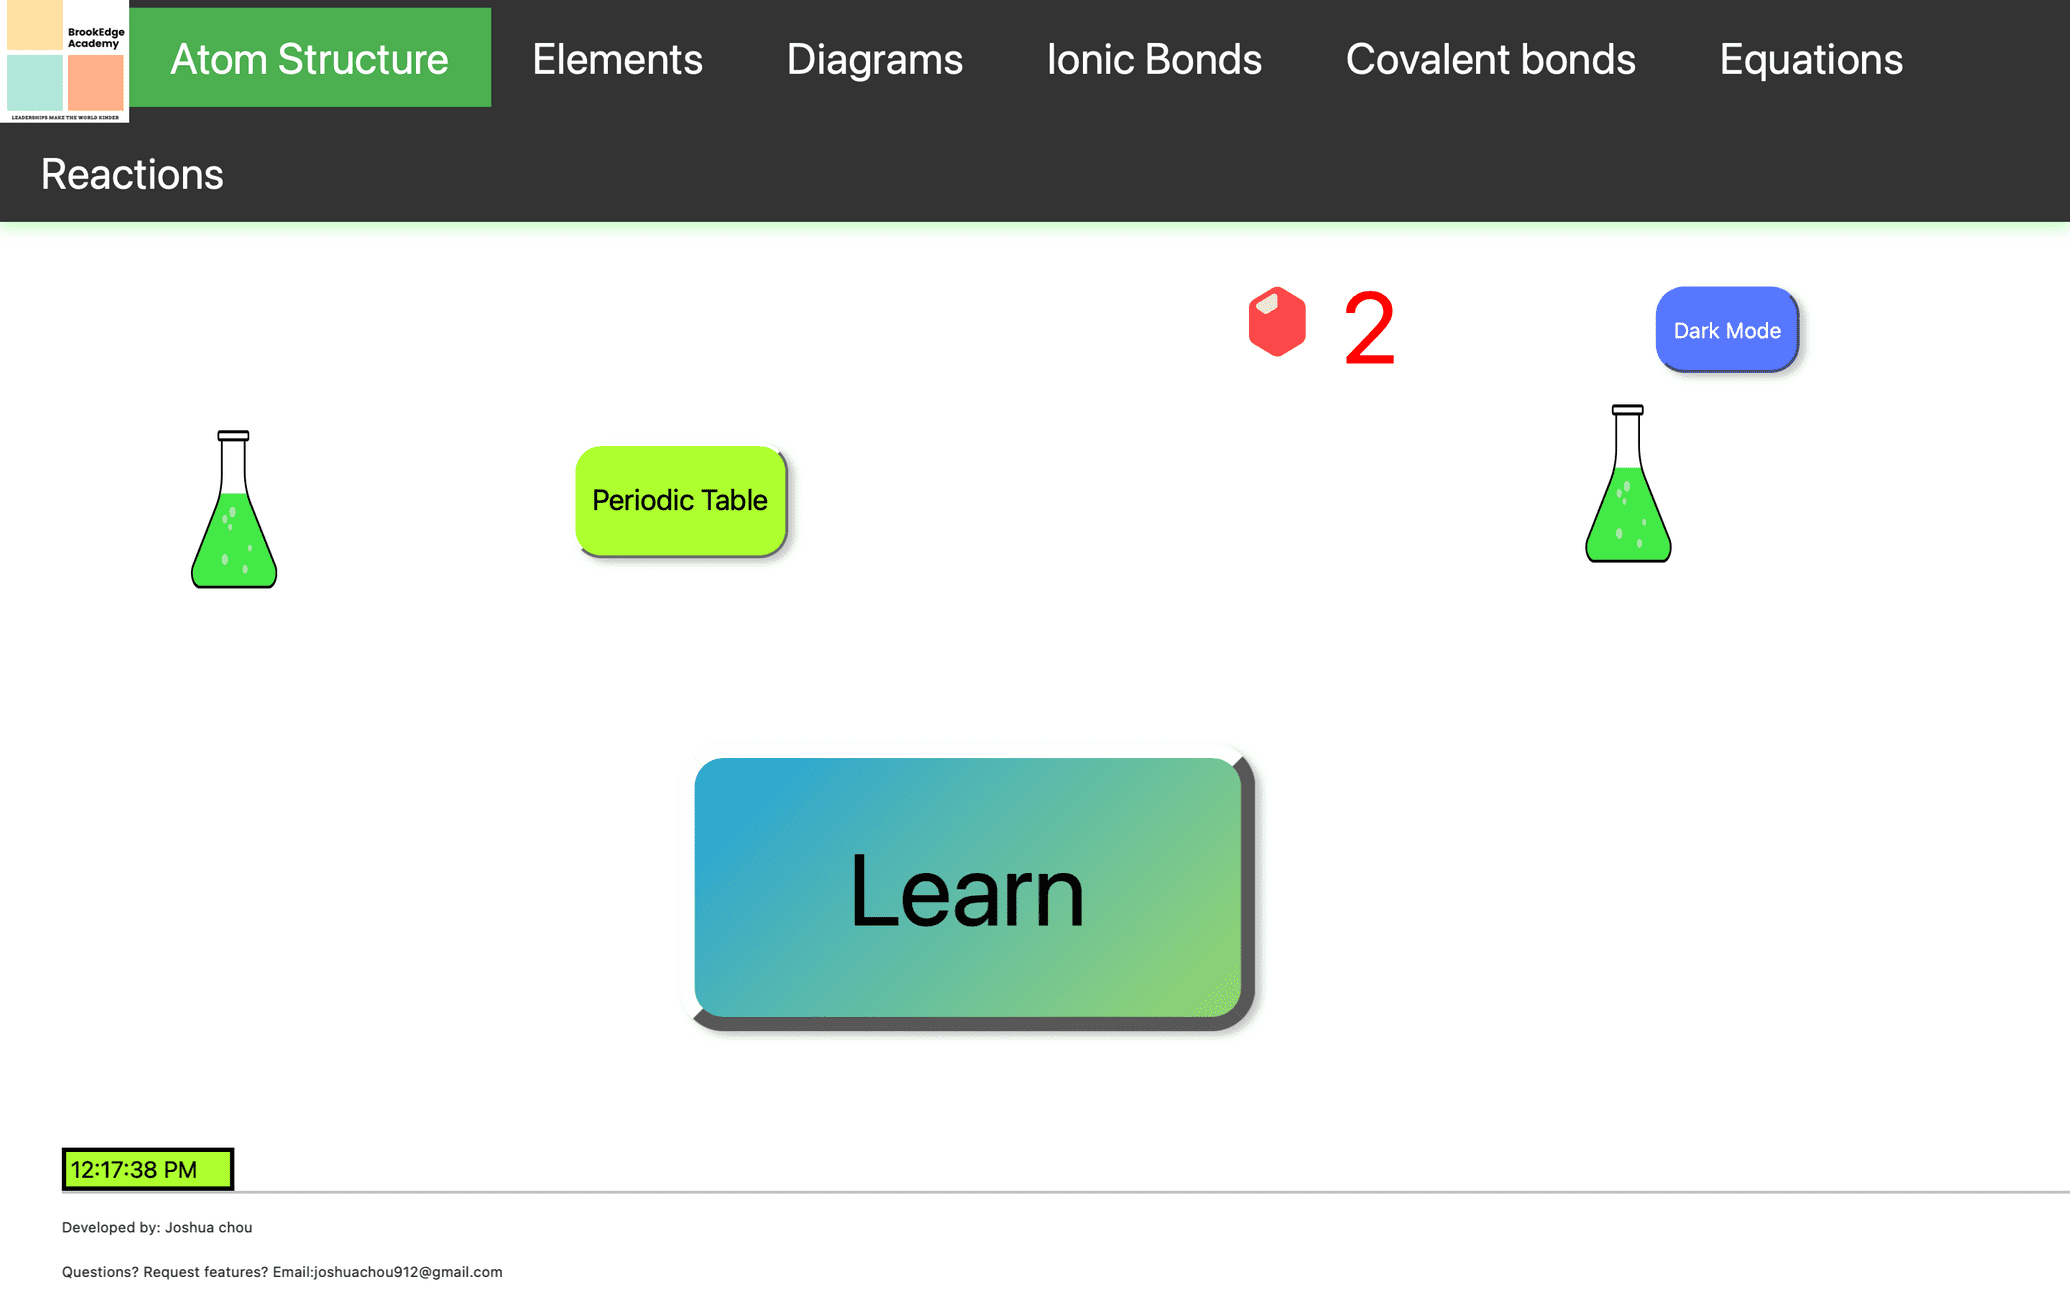 BrookEdge
Academy
LEADERSHIPS MAKE THE WORLD KINDER
Atom Structure
Elements
Diagrams
Ionic Bonds
Covalent bonds
Equations
Reactions
2
Dark Mode
Periodic Table
Learn
12:17:38 PM
Developed by: Joshua chou
Questions? Request features? Email:joshuachou912@gmail.com